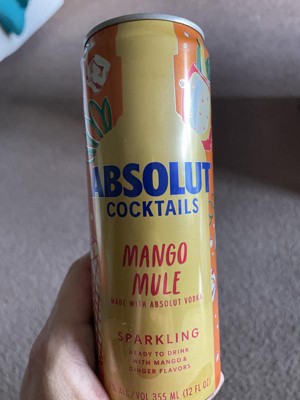 ABSOLUT
COCKTAILS
MANGO
MULE
MADE WITH ABSOLUT VODKA
SPARKLING
READY TO DRINK
WITH MANGO &
GINGER FLAVORS
/VOL 355 ML (12 FL OZ)